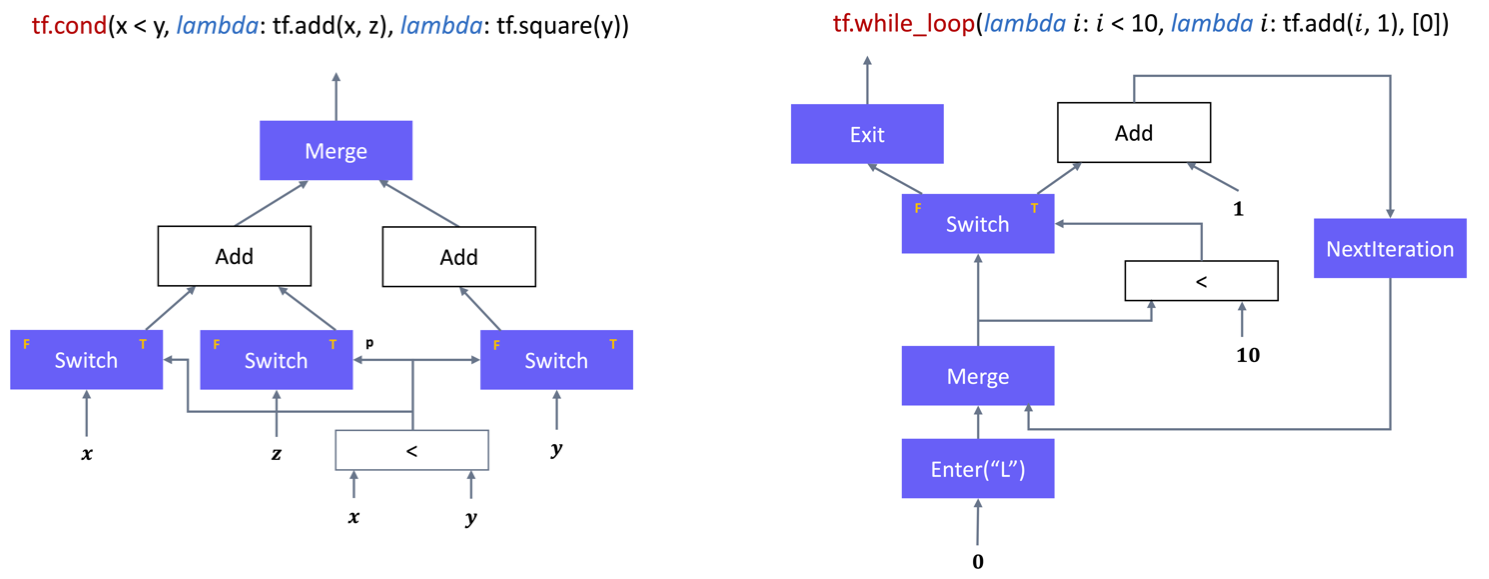 tf.cond(x < y, lambda: tf.add(x, z), lambda: tf.square(y))
Merge
Add
Add
F Switch T
F Switch T
p
F Switch T
x
z
<
y
x
y
tf.while_loop(lambda i: i < 10, lambda i: tf.add(i, 1), [0])
Exit
Add
1
F Switch T
NextIteration
<
10
Merge
Enter(“L”)
0